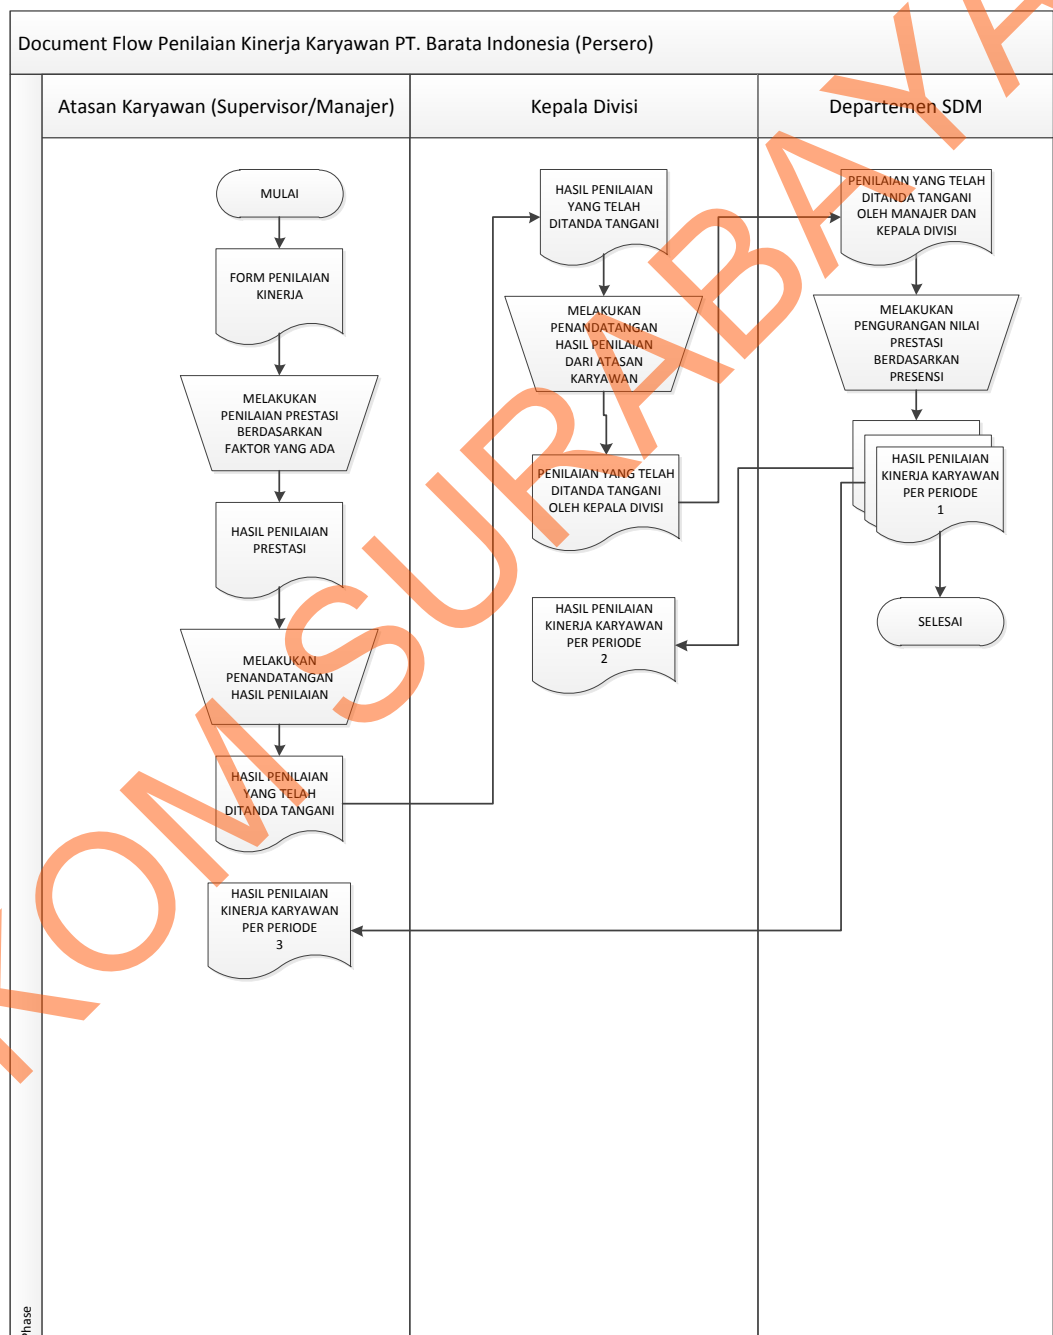 Document Flow Penilaian Kinerja Karyawan PT. Barata Indonesia (Persero)
Atasan Karyawan (Supervisor/Manajer)
Kepala Divisi
Departemen SDM
MULAI
FORM PENILAIAN
KINERJA
MELAKUKAN
PENILAIAN PRESTASI
BERDASARKAN
FAKTOR YANG ADA
HASIL PENILAIAN
PRESTASI
MELAKUKAN
PENANDATANGAN
HASIL PENILAIAN
HASIL PENILAIAN
YANG TELAH
DITANDA TANGANI
HASIL PENILAIAN
KINERJA KARYAWAN
PER PERIODE
3
HASIL PENILAIAN
YANG TELAH
DITANDA TANGANI
MELAKUKAN
PENANDATANGAN
HASIL PENILAIAN
DARI ATASAN
KARYAWAN
PENILAIAN YANG TELAH
DITANDA TANGANI
OLEH KEPALA DIVISI
HASIL PENILAIAN
KINERJA KARYAWAN
PER PERIODE
2
PENILAIAN YANG TELAH
DITANDA TANGANI
OLEH MANAJER DAN
KEPALA DIVISI
MELAKUKAN
PENGURANGAN NILAI
PRESTASI
BERDASARKAN
PRESENSI
HASIL PENILAIAN
KINERJA KARYAWAN
PER PERIODE
1
SELESAI
Phase
KOM SURABAYA